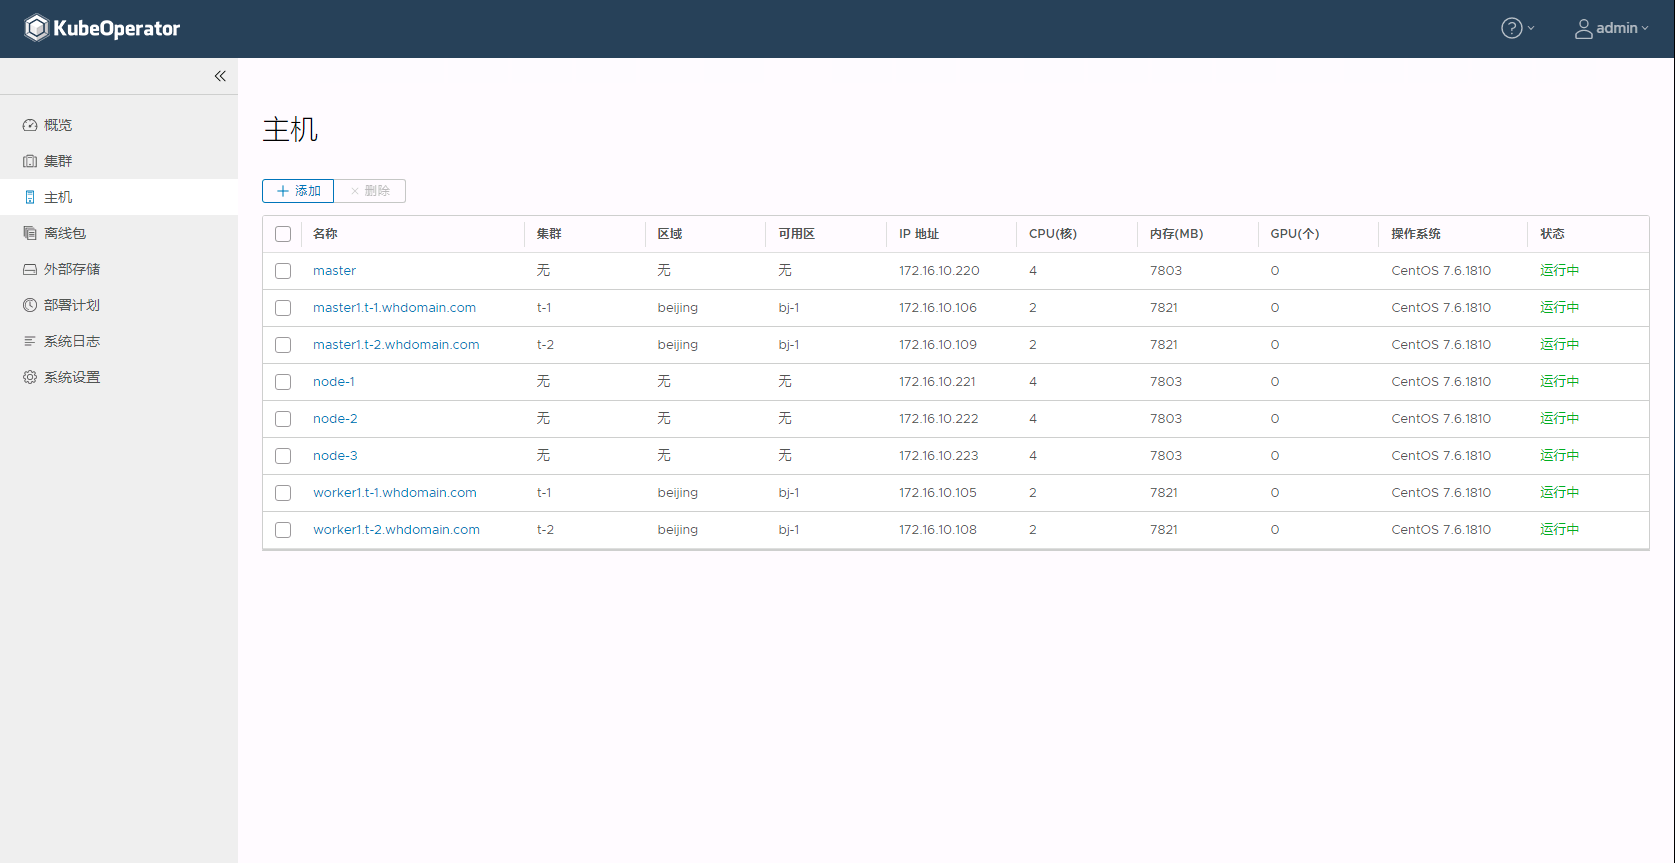 KubeOperator
admin
概览
集群
主机
离线包
外部存储
部署计划
系统日志
系统设置
主机
添加 删除
名称 集群 区域 可用区 IP 地址 CPU(核) 内存(MB) GPU(个) 操作系统 状态
master 无 无 无 172.16.10.220 4 7803 0 CentOS 7.6.1810 运行中
master1.t-1.whdomain.com t-1 beijing bj-1 172.16.10.106 2 7821 0 CentOS 7.6.1810 运行中
master1.t-2.whdomain.com t-2 beijing bj-1 172.16.10.109 2 7821 0 CentOS 7.6.1810 运行中
node-1 无 无 无 172.16.10.221 4 7803 0 CentOS 7.6.1810 运行中
node-2 无 无 无 172.16.10.222 4 7803 0 CentOS 7.6.1810 运行中
node-3 无 无 无 172.16.10.223 4 7803 0 CentOS 7.6.1810 运行中
worker1.t-1.whdomain.com t-1 beijing bj-1 172.16.10.105 2 7821 0 CentOS 7.6.1810 运行中
worker1.t-2.whdomain.com t-2 beijing bj-1 172.16.10.108 2 7821 0 CentOS 7.6.1810 运行中